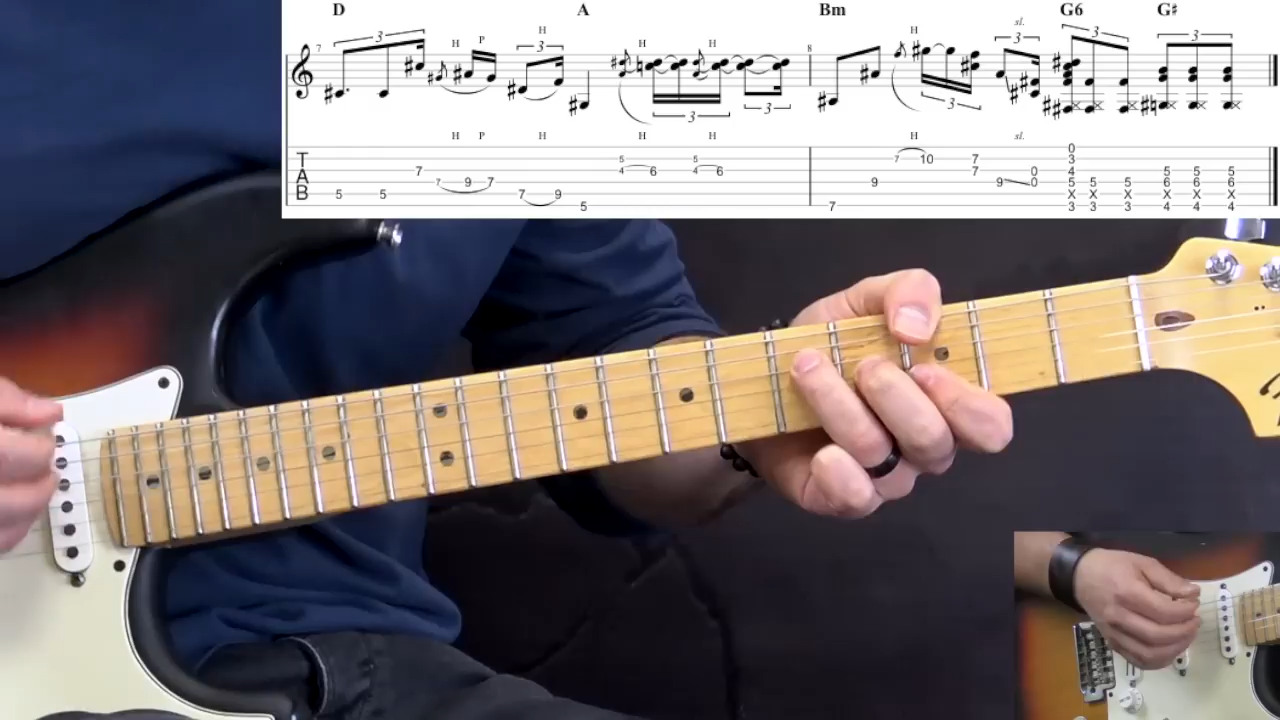 D A Bm G6 G♯
3 H P 3 H H H H 3 sl. 3 3
7 8
3 3 3
H P H H H H sl.
0
5 5 7 10 7 3
7 4 6 4 6 7 0 4 5 5 5
7 9 7 9 9 0 5 5 5 6 6 6
5 5 7 9 X X X X X X
5 7 3 3 3 4 4 4
T
A
B